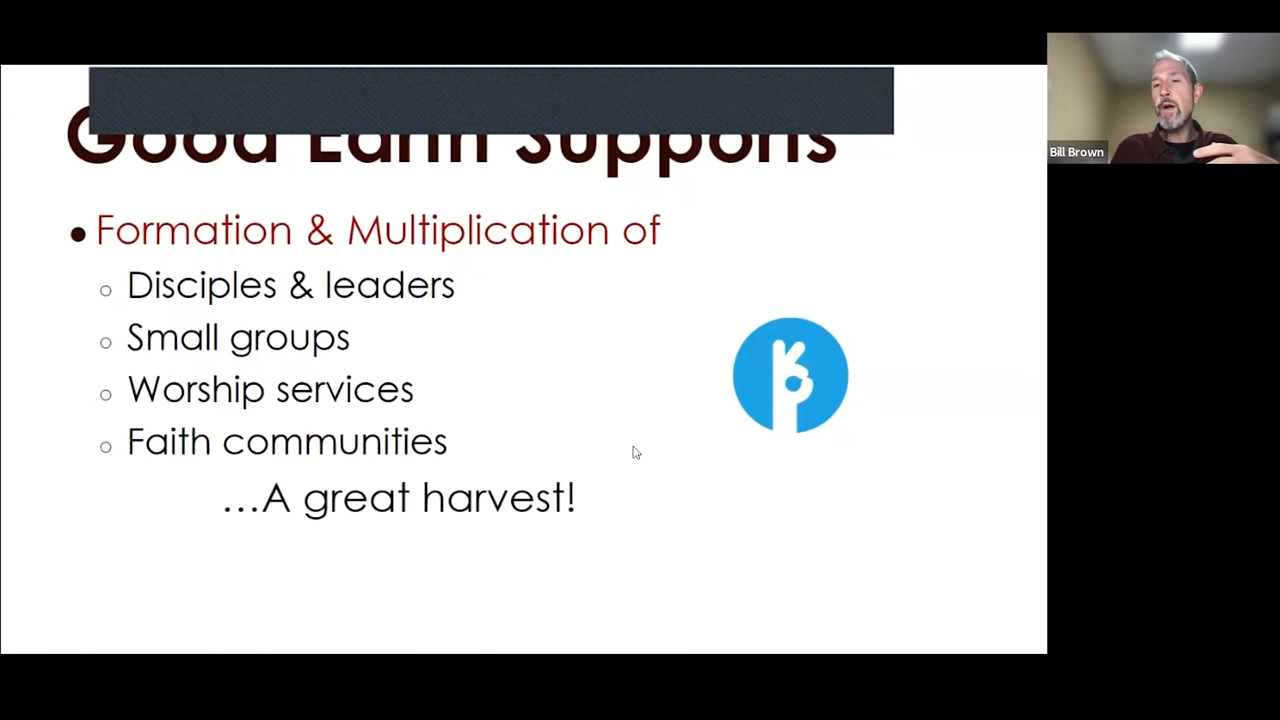 Good Earth Supports
Formation & Multiplication of
Disciples & leaders
Small groups
Worship services
Faith communities
...A great harvest!
Bill Brown